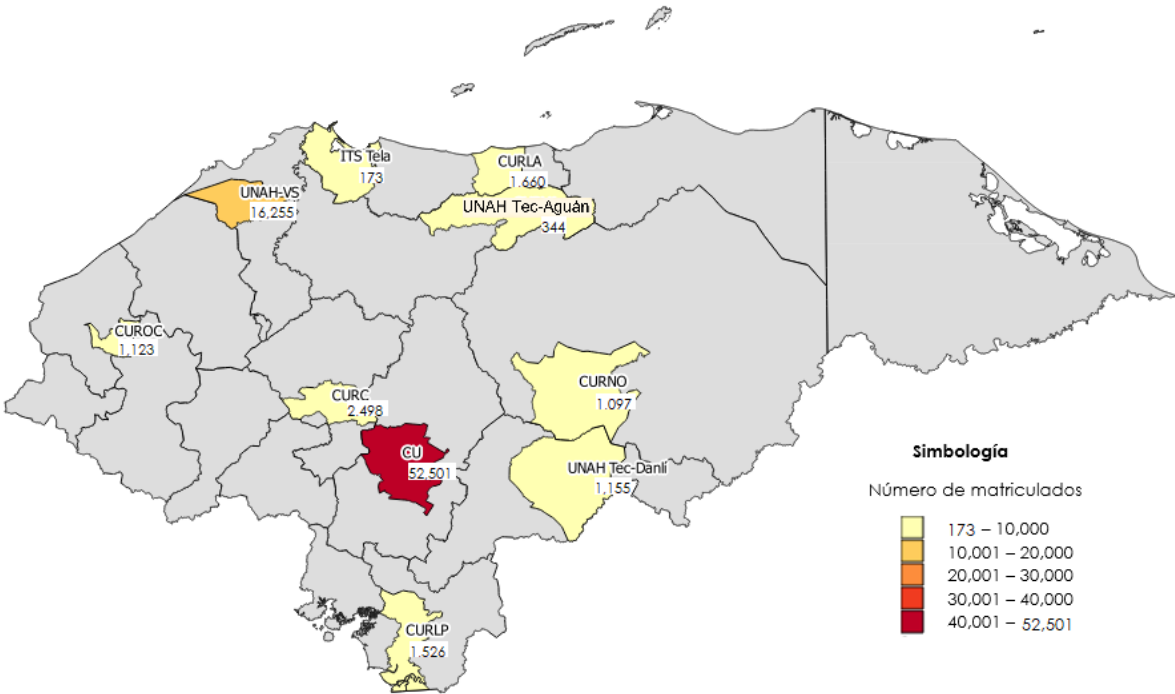 ITS Tela
173
CURLA
1.660
UNAH-VS
16,255
UNAH Tec-Aguán
344
CUROC
1,123
CURC
2.498
CURNO
1.097
CU
52,501
UNAH Tec-Danlí
1,155
CURLP
1.526
Simbología
Número de matriculados
173 – 10,000
10,001 – 20,000
20,001 – 30,000
30,001 – 40,000
40,001 – 52,501